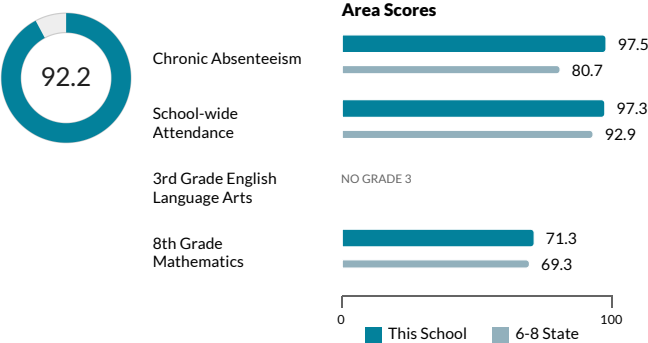 Area Scores
92.2
Chronic Absenteeism
97.5
80.7
School-wide
Attendance
97.3
92.9
3rd Grade English
Language Arts
NO GRADE 3
8th Grade
Mathematics
71.3
69.3
0
100
This School
6-8 State